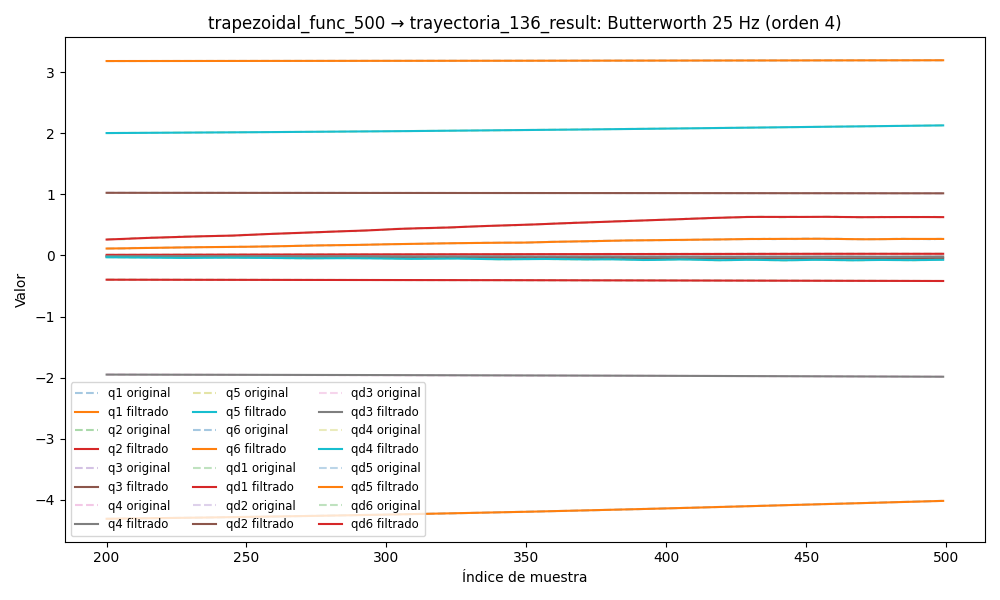 trapezoidal_func_500 → trayectoria_136_result: Butterworth 25 Hz (orden 4)
Valor
3
2
1
0
−1
−2
−3
−4
q1 original
q1 filtrado
q2 original
q2 filtrado
q3 original
q3 filtrado
q4 original
q4 filtrado
q5 original
q5 filtrado
q6 original
q6 filtrado
qd1 original
qd1 filtrado
qd2 original
qd2 filtrado
qd3 original
qd3 filtrado
qd4 original
qd4 filtrado
qd5 original
qd5 filtrado
qd6 original
qd6 filtrado
200
250
300
350
400
450
500
Índice de muestra